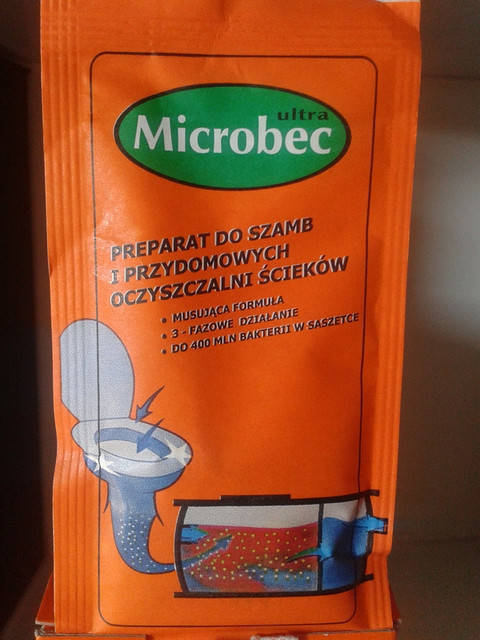 ultra
Microbec
PREPARAT DO SZAMB
I PRZYDOMOWYCH
OCZYSZCZALNI ŚCIEKÓW
• MUSUJĄCA FORMUŁA
• 3 - FAZOWE DZIAŁANIE
• DO 400 MLN BAKTERII W SASZETCE